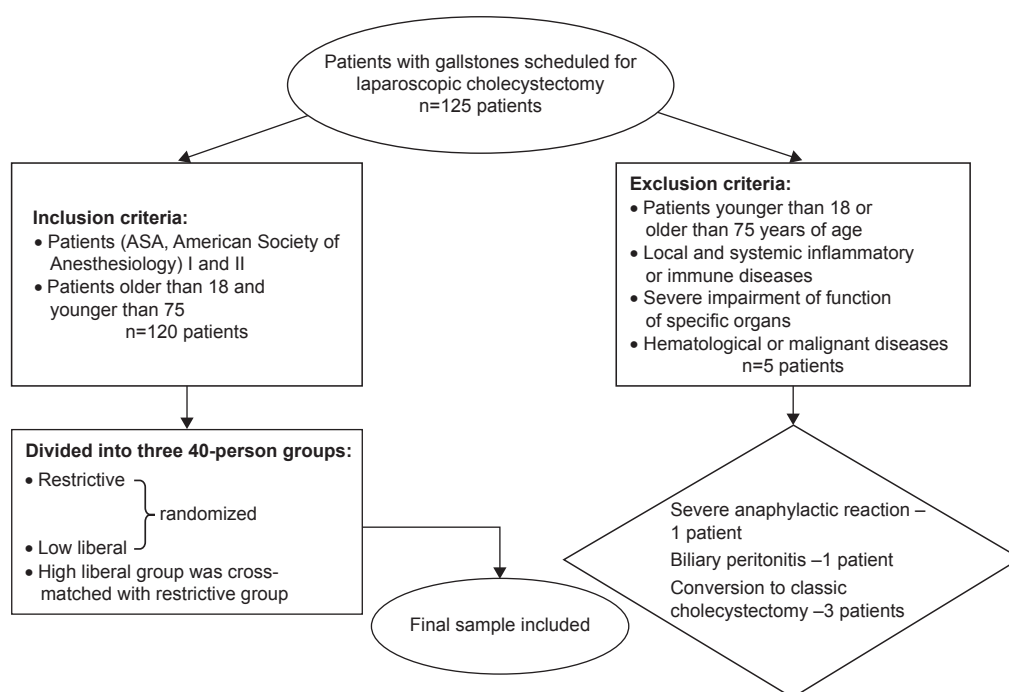 Patients with gallstones scheduled for
laparoscopic cholecystectomy
n=125 patients
Inclusion criteria:
• Patients (ASA, American Society of
Anesthesiology) I and II
• Patients older than 18 and
younger than 75
n=120 patients
Exclusion criteria:
• Patients younger than 18 or
older than 75 years of age
• Local and systemic inflammatory
or immune diseases
• Severe impairment of function
of specific organs
• Hematological or malignant diseases
n=5 patients
Divided into three 40-person groups:
• Restrictive
randomized
• Low liberal
• High liberal group was cross-
matched with restrictive group
Final sample included
Severe anaphylactic reaction –
1 patient
Biliary peritonitis –1 patient
Conversion to classic
cholecystectomy –3 patients